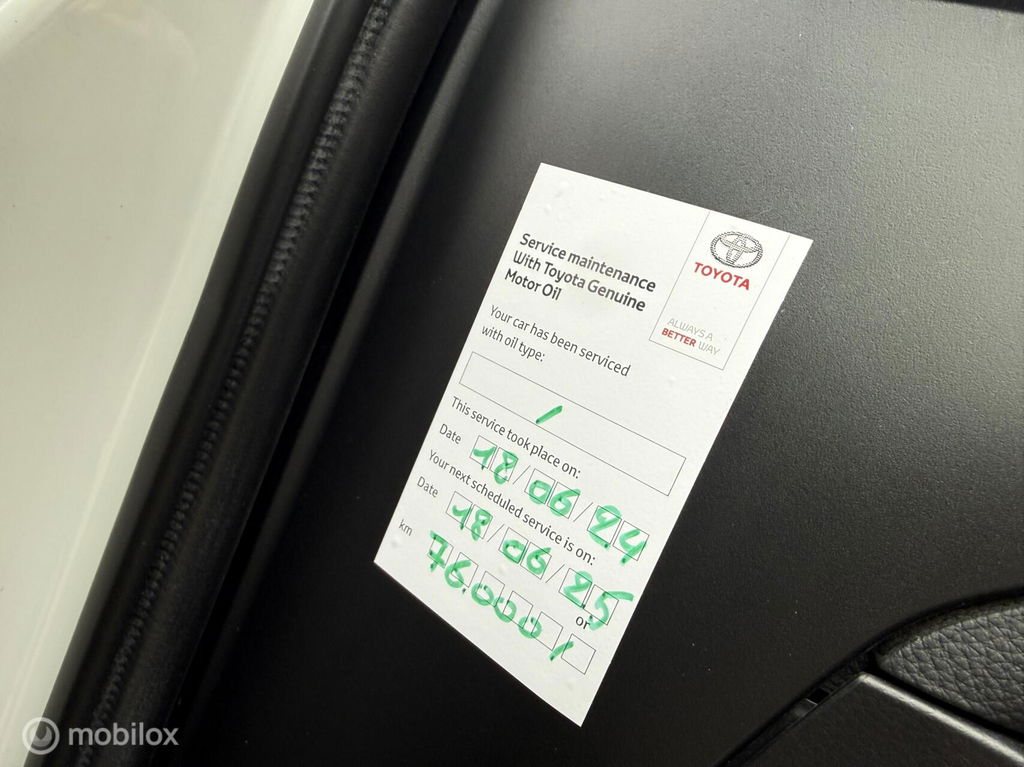 Service maintenance
With Toyota Genuine
Motor Oil
TOYOTA
ALWAYS A
BETTER WAY
Your car has been serviced
with oil type:
/
This service took place on:
Date 18/06/24
Your next scheduled service is on:
Date 18/06/25
or
km 76.000/
mobilox